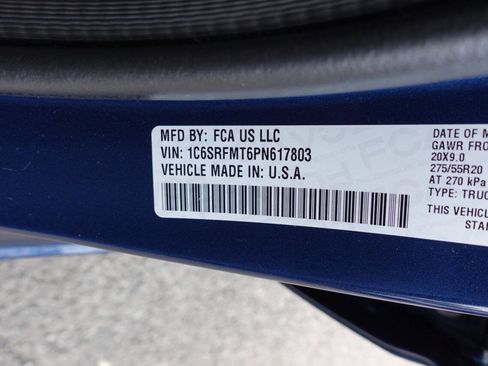 MFD BY: FCA US LLC
VIN: 1C6SRFMT6PN617803
VEHICLE MADE IN: U.S.A.
DATE OF M
GAWR FRO
20X9.0
275/55R20
AT 270 kPa
TYPE: TRUC
THIS VEHICL
STA